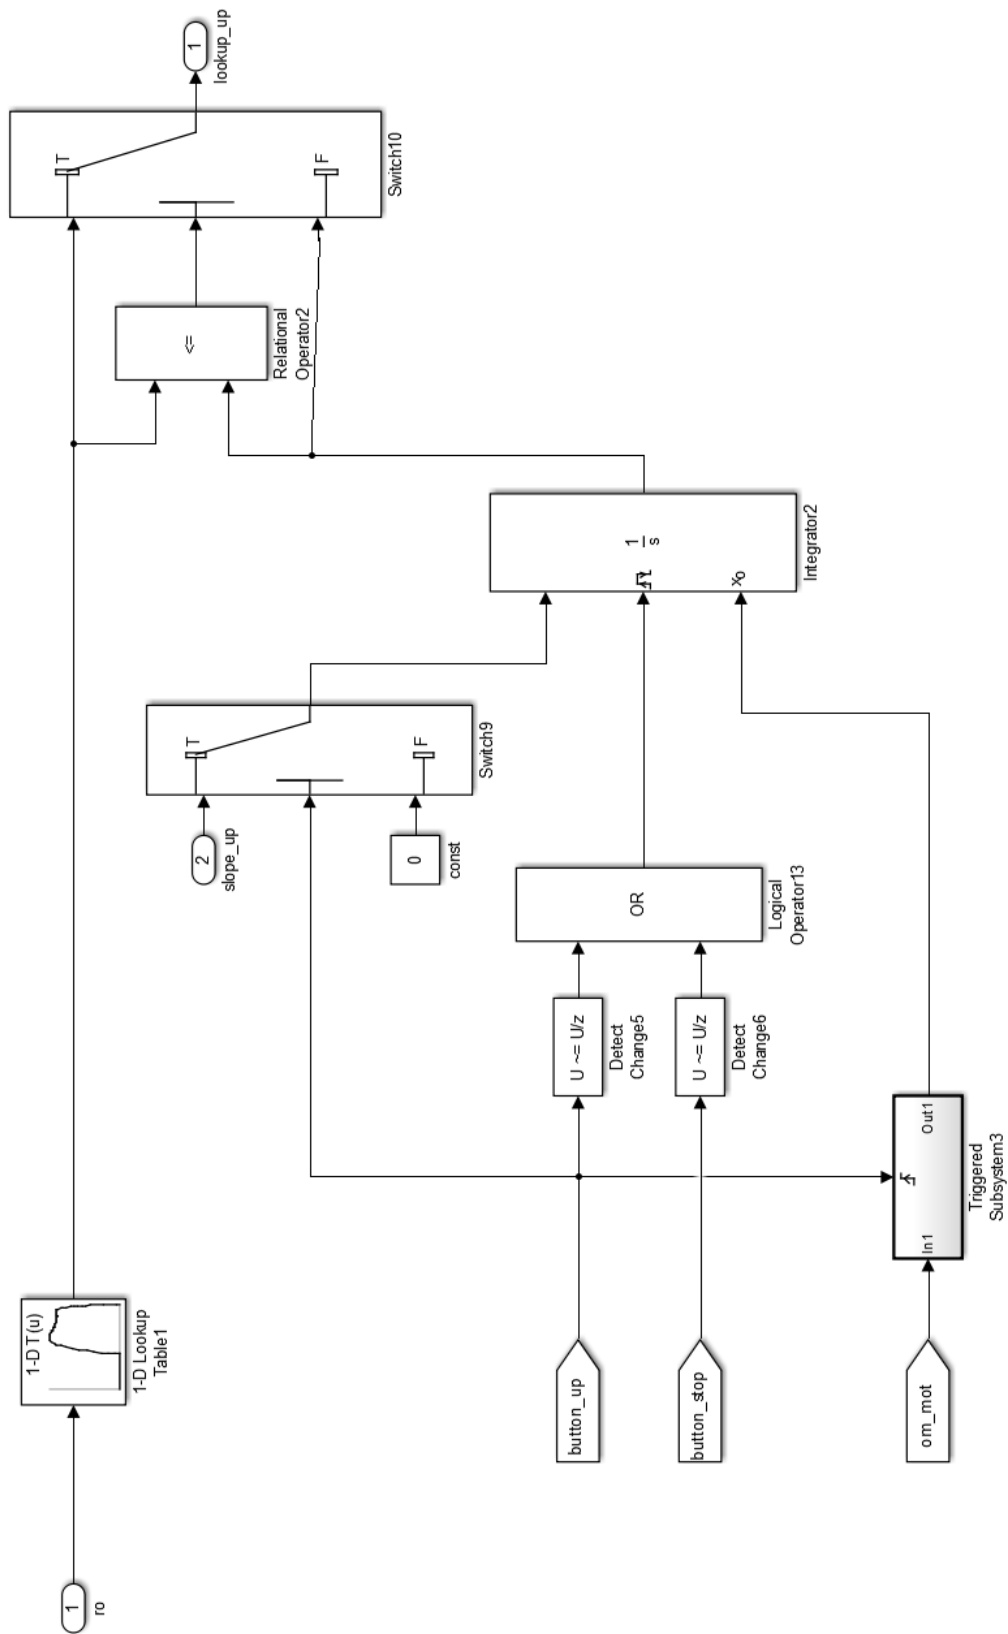 1
ro
1-D T(u)
1-D Lookup
Table1
button_up
button_stop
om_mot
In1
Out1
Triggered
Subsystem3
U ~= U/z
Detect
Change5
U ~= U/z
Detect
Change6
OR
Logical
Operator13
2
slope_up
0
const
T
F
Switch9
1
s
xo
Integrator2
<=
Relational
Operator2
T
F
Switch10
1
lookup_up